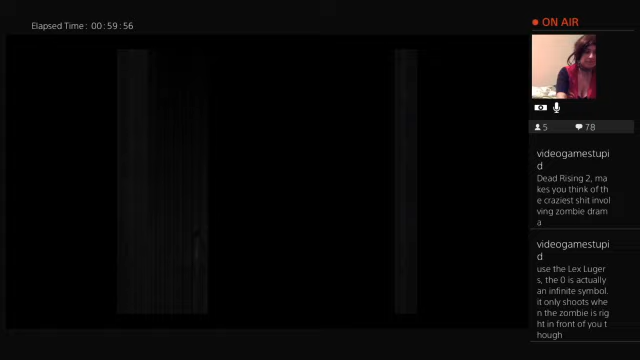 Elapsed Time : 00:59:56
ON AIR
5
78
videogamestupi
d
Dead Rising 2, ma
kes you think of th
e craziest shit invol
ving zombie dram
a
videogamestupi
d
use the Lex Luger
s, the 0 is actually
an infinite symbol.
it only shoots whe
n the zombie is rig
ht in front of you t
hough